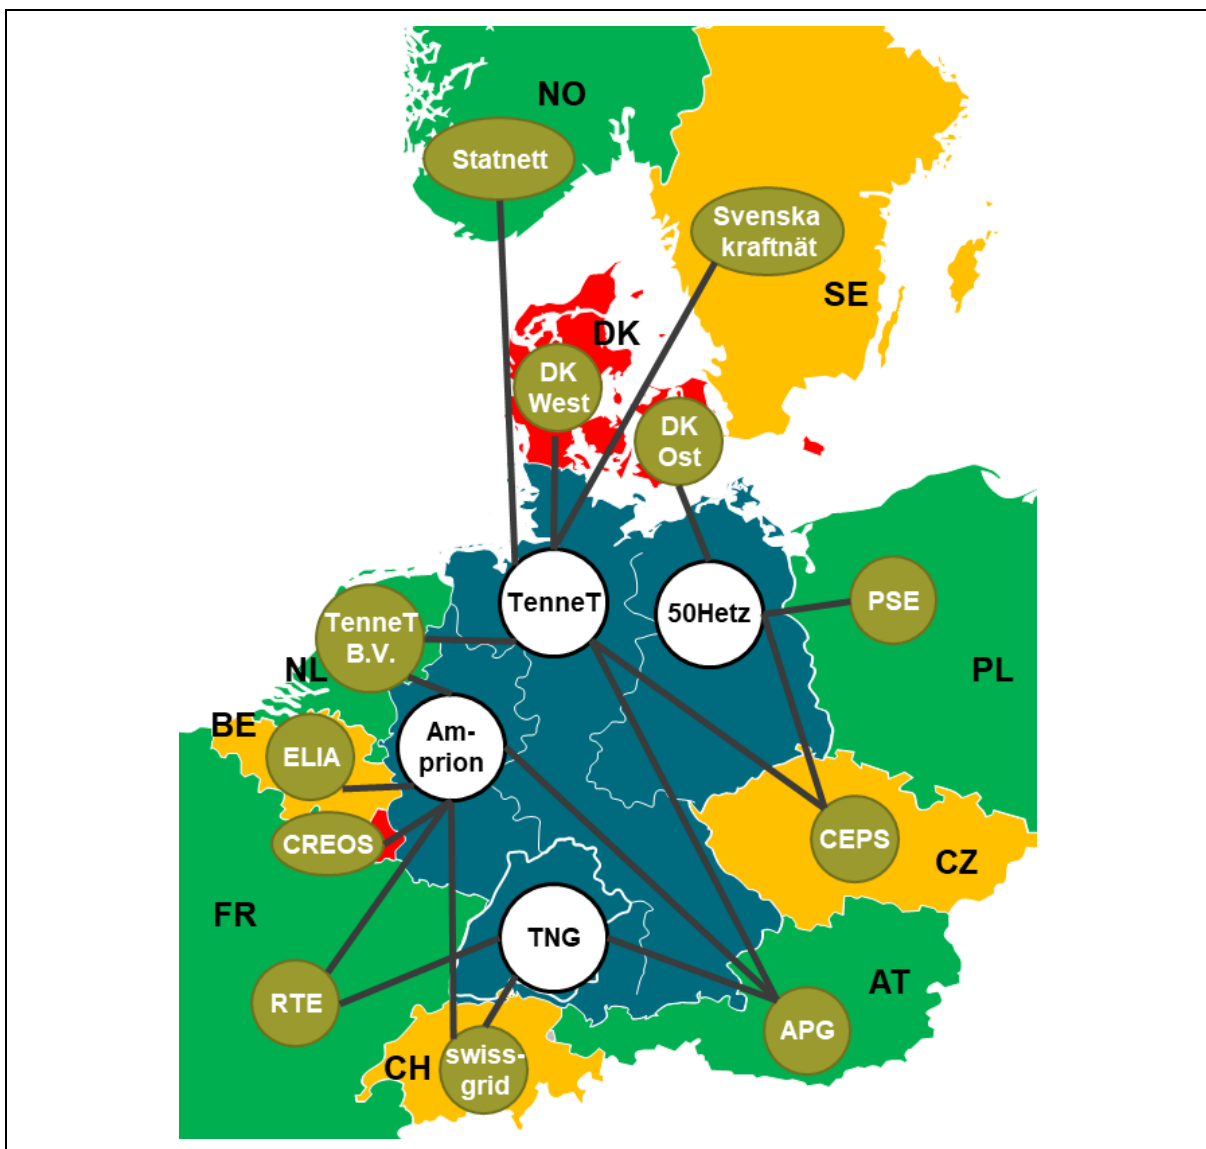 NO
Statnett
Svenska
kraftnät
SE
DK
DK
West
DK
Ost
TenneT
50Hetz
PSE
TenneT
B.V.
NL
PL
BE
ELIA
Am-
prion
CREOS
CEPS
CZ
FR
TNG
RTE
AT
APG
CH
swiss-
grid